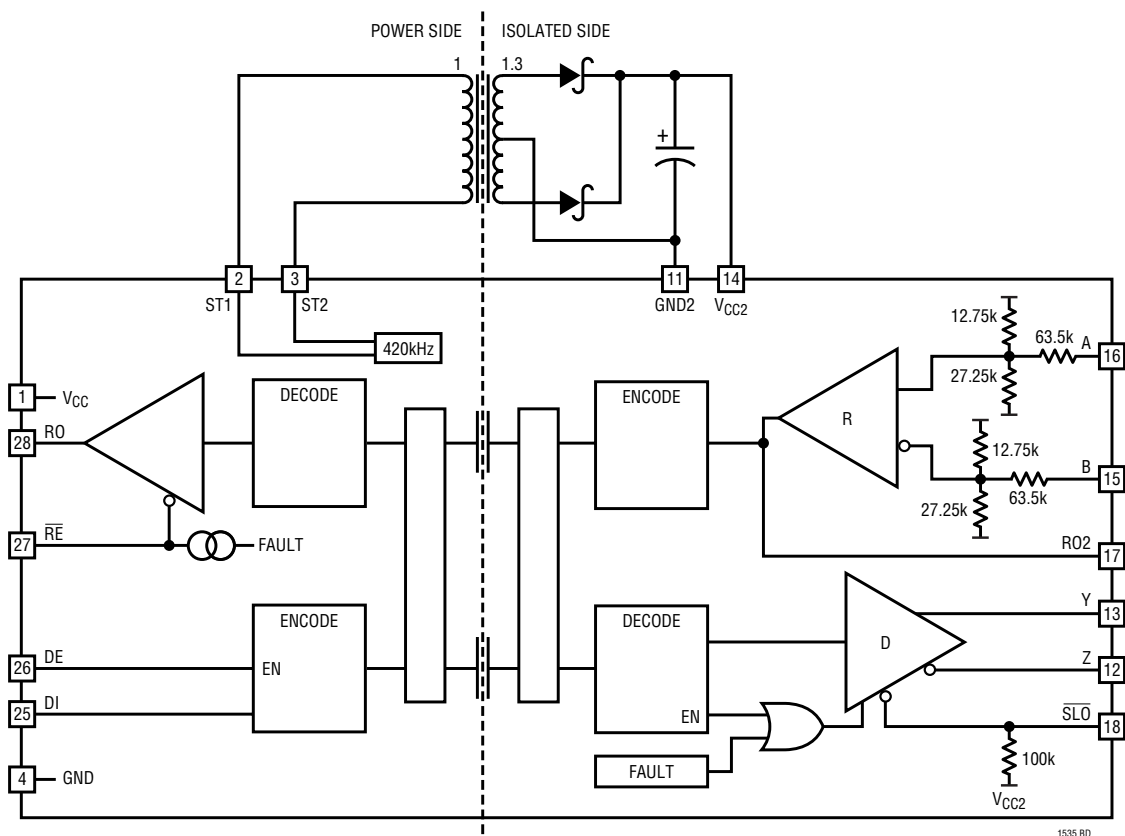 POWER SIDE
ISOLATED SIDE
1
1.3
+
2
3
11
14
ST1
ST2
GND2
VCC2
420kHz
12.75k
63.5k
A
16
27.25k
1
VCC
DECODE
ENCODE
R
28
RO
12.75k
B
15
63.5k
27.25k
27
RE
FAULT
RO2
17
ENCODE
DECODE
Y
13
D
26
DE
EN
Z
12
25
DI
EN
SLO
18
4
GND
FAULT
100k
VCC2
1535 BD